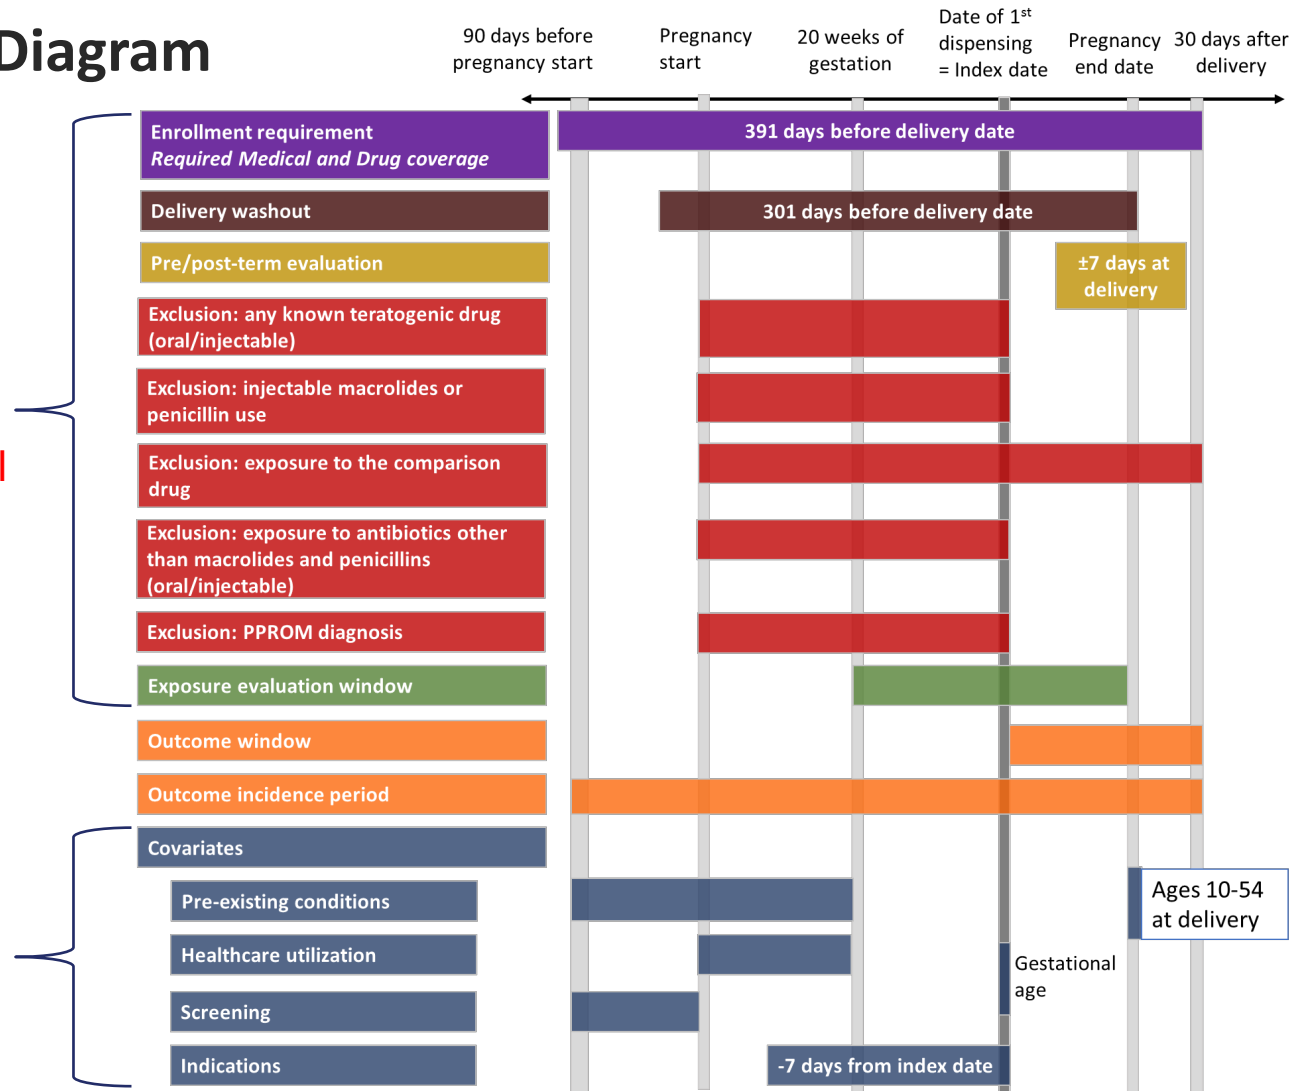 Diagram
90 days before
pregnancy start
Pregnancy
start
20 weeks of
gestation
Date of 1st
dispensing
= Index date
Pregnancy
end date
30 days after
delivery
Enrollment requirement
Required Medical and Drug coverage
391 days before delivery date
Delivery washout
301 days before delivery date
Pre/post-term evaluation
±7 days at
delivery
Exclusion: any known teratogenic drug
(oral/injectable)
Exclusion: injectable macrolides or
penicillin use
Exclusion: exposure to the comparison
drug
Exclusion: exposure to antibiotics other
than macrolides and penicillins
(oral/injectable)
Exclusion: PPROM diagnosis
Exposure evaluation window
Outcome window
Outcome incidence period
Covariates
Pre-existing conditions
Ages 10-54
at delivery
Healthcare utilization
Gestational
age
Screening
Indications
-7 days from index date